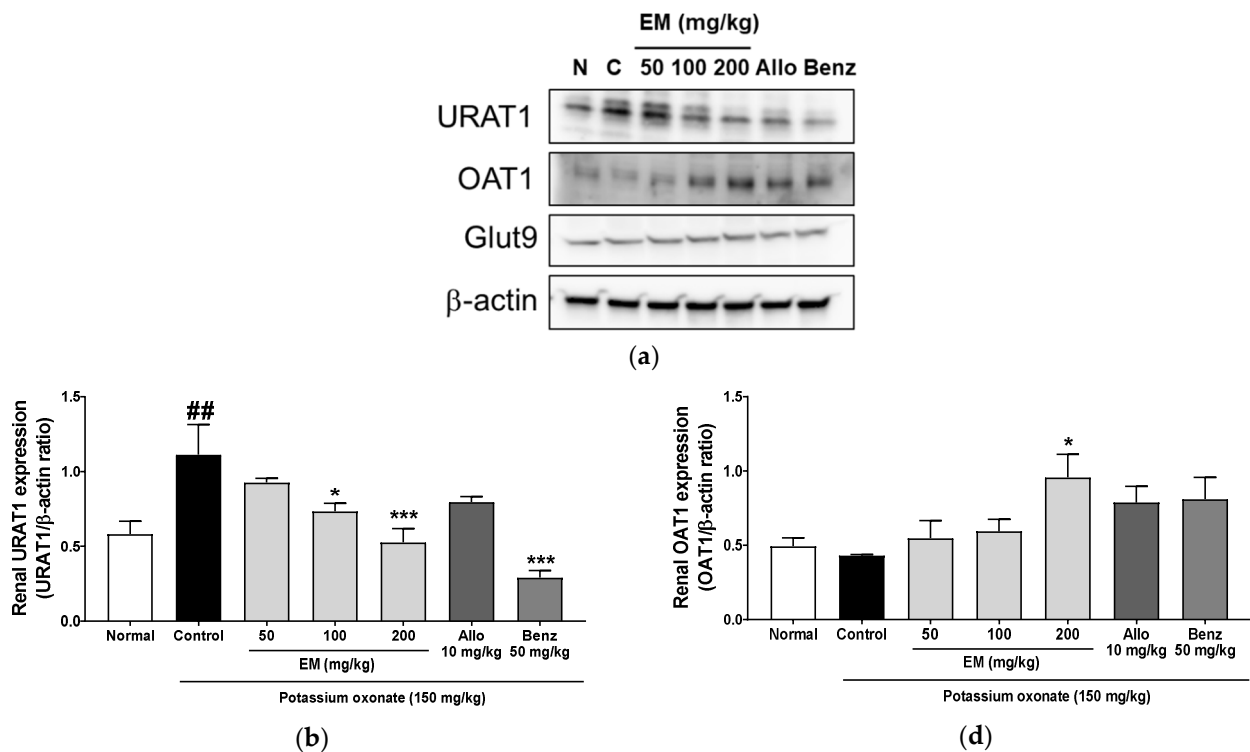 EM (mg/kg)
N C 50 100 200 Allo Benz
URAT1
OAT1
Glut9
β-actin
(a)
Renal URAT1 expression
(URAT1/β-actin ratio)
1.5
1.0
0.5
0.0
##
*
***
***
Normal Control 50 100 200 Allo Benz
10 mg/kg 50 mg/kg
EM (mg/kg)
Potassium oxonate (150 mg/kg)
(b)
Renal OAT1 expression
(OAT1/β-actin ratio)
1.5
1.0
0.5
0.0
*
Normal Control 50 100 200 Allo Benz
10 mg/kg 50 mg/kg
EM (mg/kg)
Potassium oxonate (150 mg/kg)
(d)